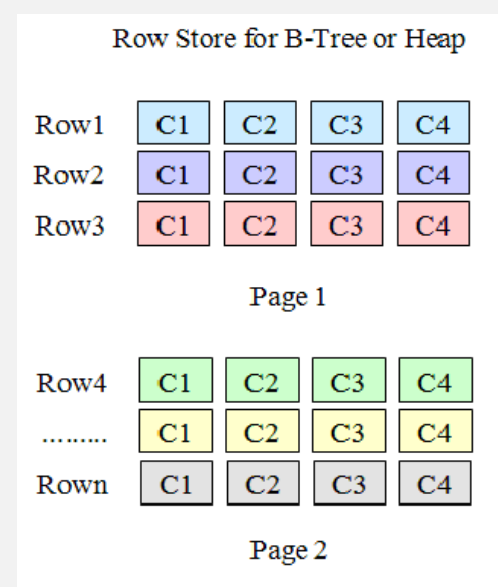 Row Store for B-Tree or Heap
Row1 C1 C2 C3 C4
Row2 C1 C2 C3 C4
Row3 C1 C2 C3 C4
Page 1
Row4 C1 C2 C3 C4
......... C1 C2 C3 C4
Rown C1 C2 C3 C4
Page 2